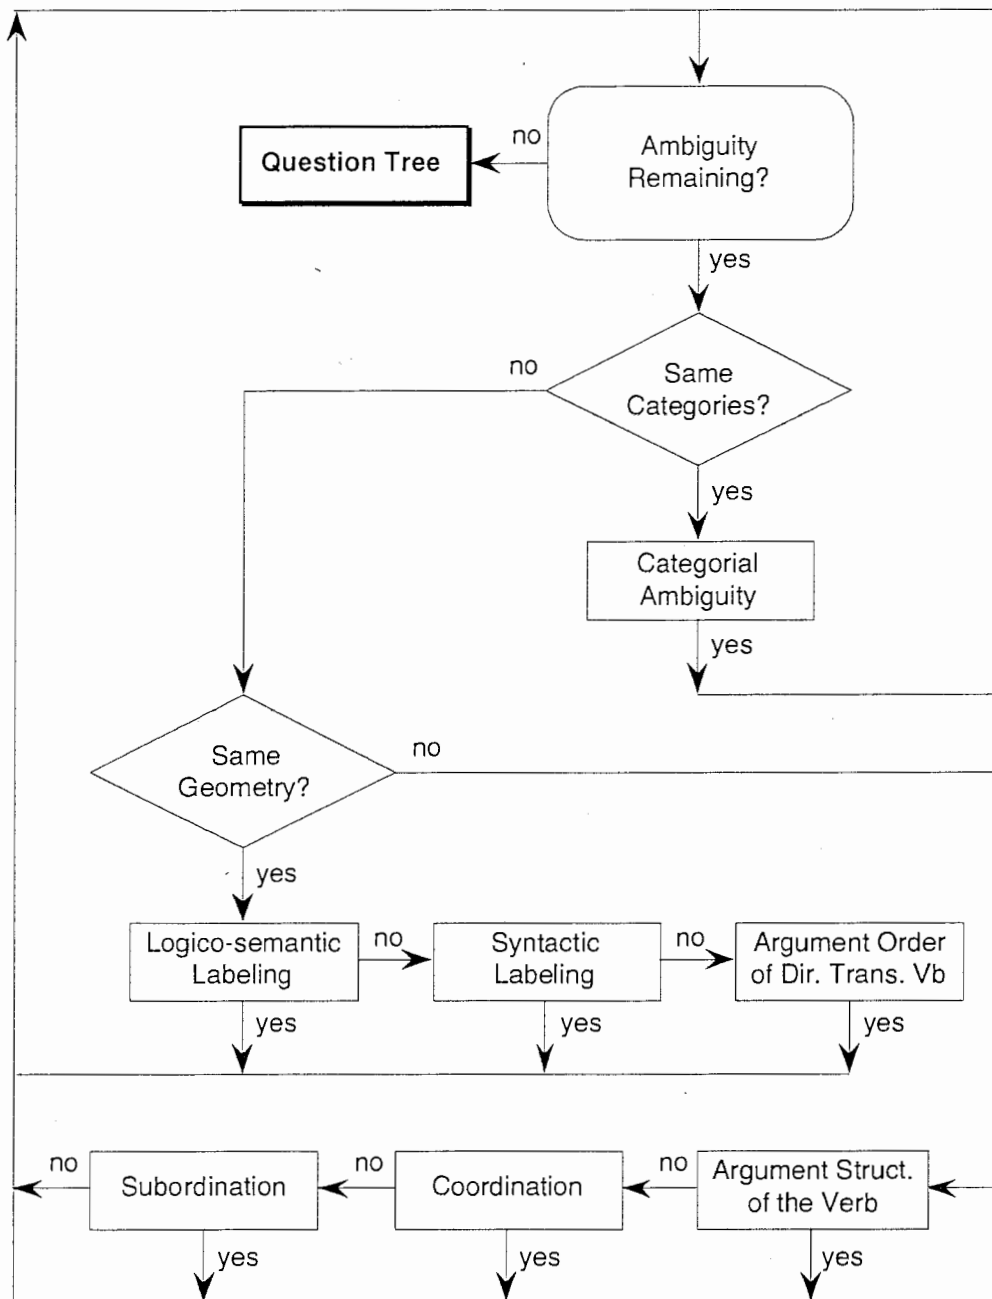 no
Question Tree
Ambiguity
Remaining?
yes
no
Same
Categories?
yes
Categorial
Ambiguity
yes
Same
Geometry?
no
yes
Logico-semantic
Labeling
no
Syntactic
Labeling
no
Argument Order
of Dir. Trans. Vb
yes
yes
yes
no
Subordination
no
Coordination
no
Argument Struct.
of the Verb
yes
yes
yes